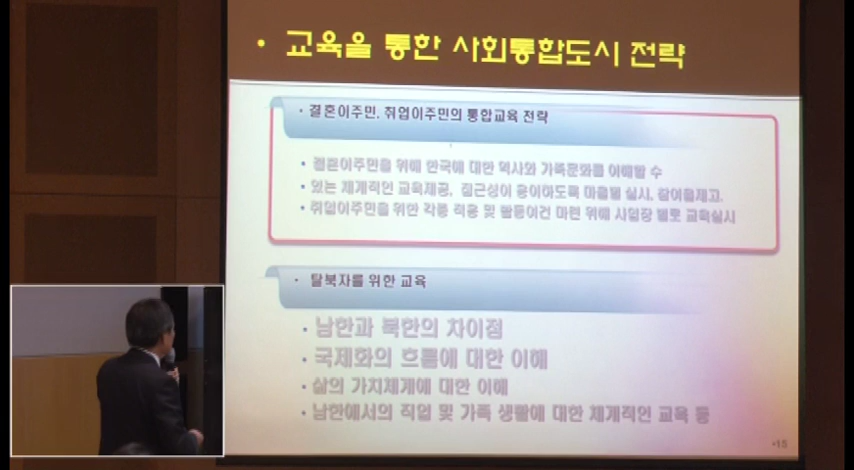 • 교육을 통한 사회통합도시 전략
• 결혼이주민, 취업이주민의 통합교육 전략
• 결혼이주민을 위해 한국에 대한 역사와 가족문화를 이해할 수
• 있는 체계적인 교육제공, 접근성이 용이하도록 마을별 실시, 참여율제고.
• 취업이주민을 위한 각종 적응 및 활동여건 마련 위해 사업장 별로 교육실시
• 탈북자를 위한 교육
• 남한과 북한의 차이점
• 국제화의 흐름에 대한 이해
• 삶의 가치체계에 대한 이해
• 남한에서의 직업 및 가족 생활에 대한 체계적인 교육 등
•15